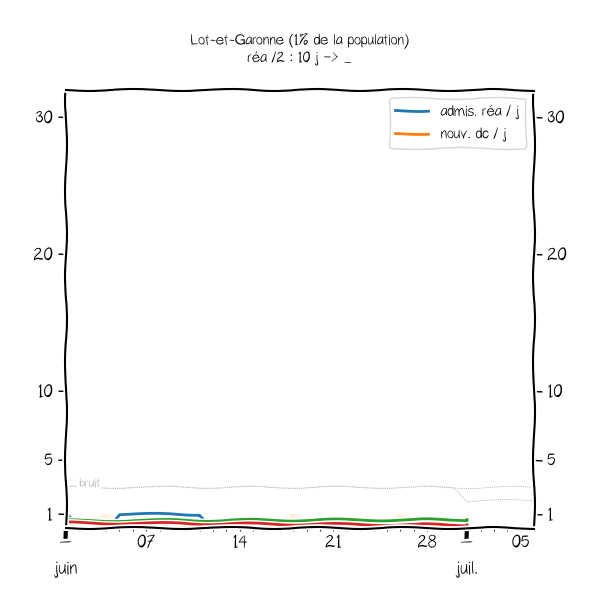 Lot-et-Garonne (1% de la population)
réa /2 : 10 j -> _
admis. réa / j
nouv. dc / j
30 30
20 20
10 10
5 5
bruit
1 1
07 14 21 28 05
juin juil.